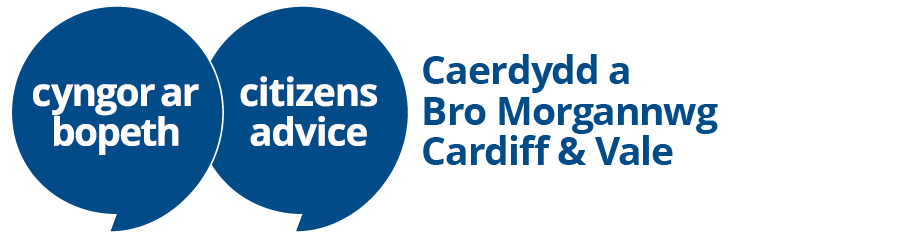 cyngor ar
bopeth
citizens
advice
Caerdydd a
Bro Morgannwg
Cardiff & Vale